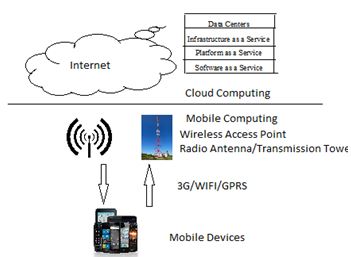 Data Centers
Infrastructure as a Service
Platform as a Service
Software as a Service
Internet
Cloud Computing
Mobile Computing
Wireless Access Point
Radio Antenna/Transmission Towe
3G/WIFI/GPRS
Mobile Devices